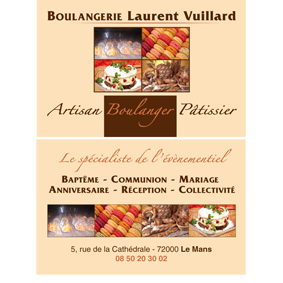 Boulangerie Laurent Vuillard
Artisan Boulanger Pâtissier
Le spécialiste de l'évènementiel
Baptême - Communion - Mariage
Anniversaire - Réception - Collectivité
5, rue de la Cathédrale - 72000 Le Mans
08 50 20 30 02